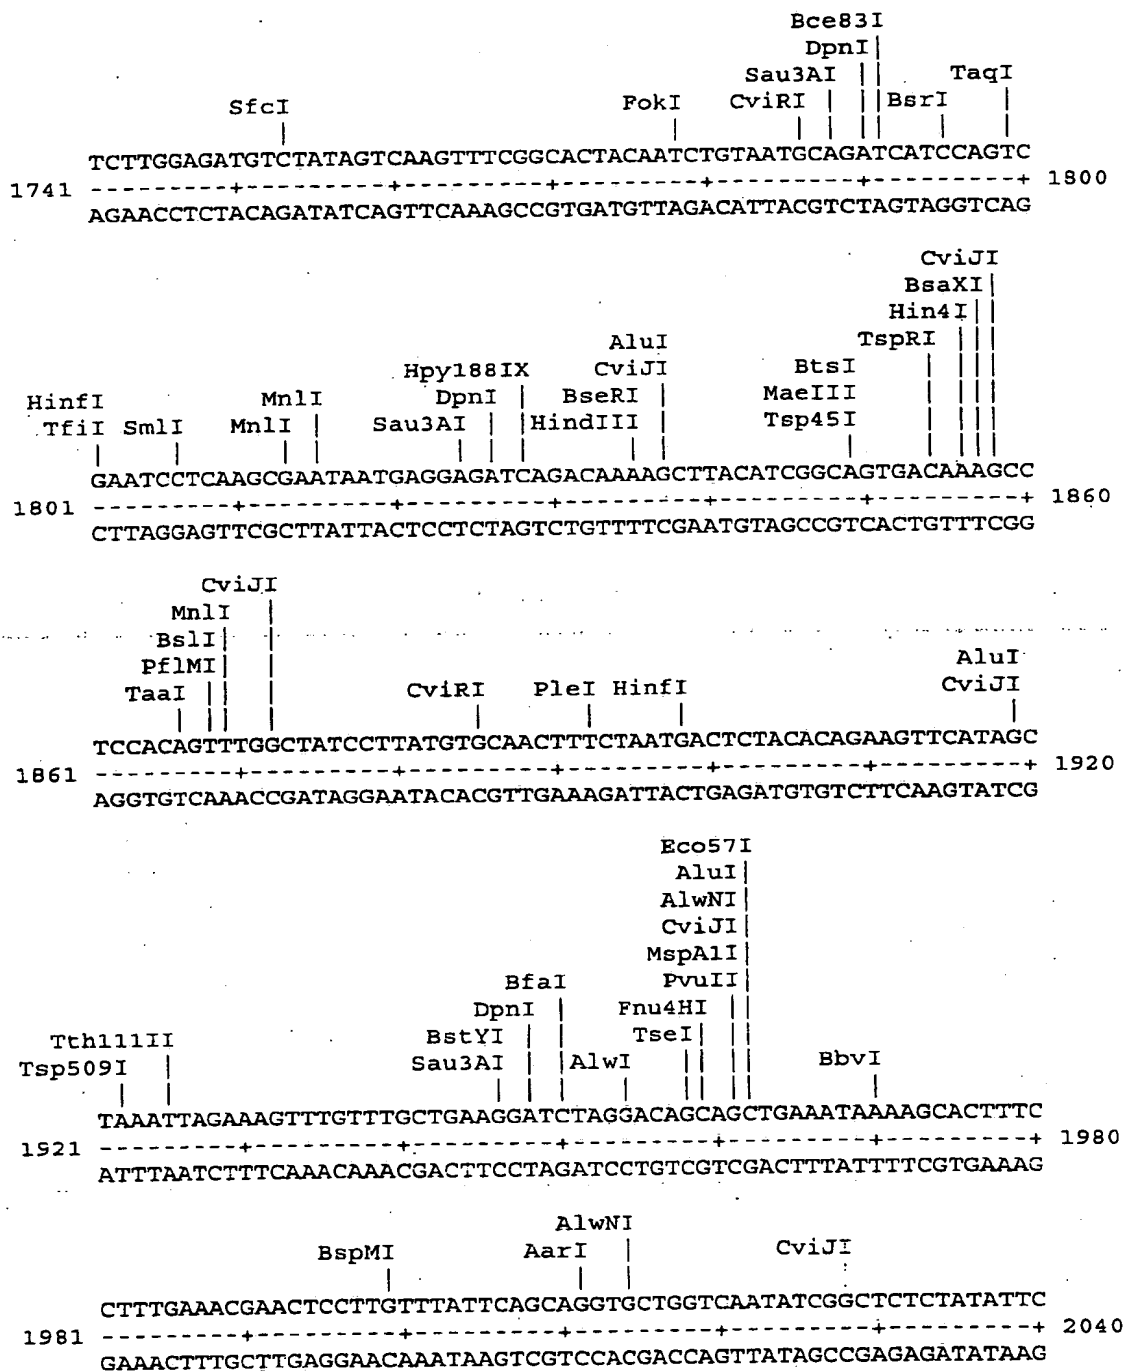 Bce83I
DpnI
Sau3AI TaqI
SfcI FokI CviRI BsrI
TCTTGGAGATGTCTATAGTCAAGTTTCGGCACTACAATCTGTAATGCAGATCATCCAGTC
1741 ---------+---------+---------+---------+---------+---------+ 1800
AGAACCTCTACAGATATCAGTTCAAAGCCGTGATGTTAGACATTACGTCTAGTAGGTCAG
CviJI
BsaXI
Hin4I
AluI TspRI
Hpy188IX CviJI BtsI
HinfI MnlI DpnI BseRI MaeIII
TfiI SmlI MnlI Sau3AI HindIII Tsp45I
GAATCCTCAAGCGAATAATGAGGAGATCAGACAAAAGCTTACATCGGCAGTGACAAAGCC
1801 ---------+---------+---------+---------+---------+---------+ 1860
CTTAGGAGTTCGCTTATTACTCCTCTAGTCTGTTTTCGAATGTAGCCGTCACTGTTTCGG
CviJI
MnlI
BslI
PflMI AluI
TaaI CviRI PleI HinfI CviJI
TCCACAGTTTGGCTATCCTTATGTGCAACTTTCTAATGACTCTACACAGAAGTTCATAGC
1861 ---------+---------+---------+---------+---------+---------+ 1920
AGGTGTCAAACCGATAGGAATACACGTTGAAAGATTACTGAGATGTGTCTTCAAGTATCG
Eco57I
AluI
AlwNI
CviJI
MspA1I
BfaI PvuII
DpnI Fnu4HI
Tth111II BstYI TseI
Tsp509I Sau3AI AlwI BbvI
TAAATTAGAAAGTTTGTTTGCTGAAGGATCTAGGACAGCAGCTGAAATAAAAGCACTTTC
1921 ---------+---------+---------+---------+---------+---------+ 1980
ATTTAATCTTTCAAACAAACGACTTCCTAGATCCTGTCGTCGACTTTATTTTCGTGAAAG
AlwNI
BspMI AarI CviJI
CTTTGAAACGAACTCCTTGTTTATTCAGCAGGTGCTGGTCAATATCGGCTCTCTATATTC
1981 ---------+---------+---------+---------+---------+---------+ 2040
GAAACTTTGCTTGAGGAACAAATAAGTCGTCCACGACCAGTTATAGCCGAGAGATATAAG